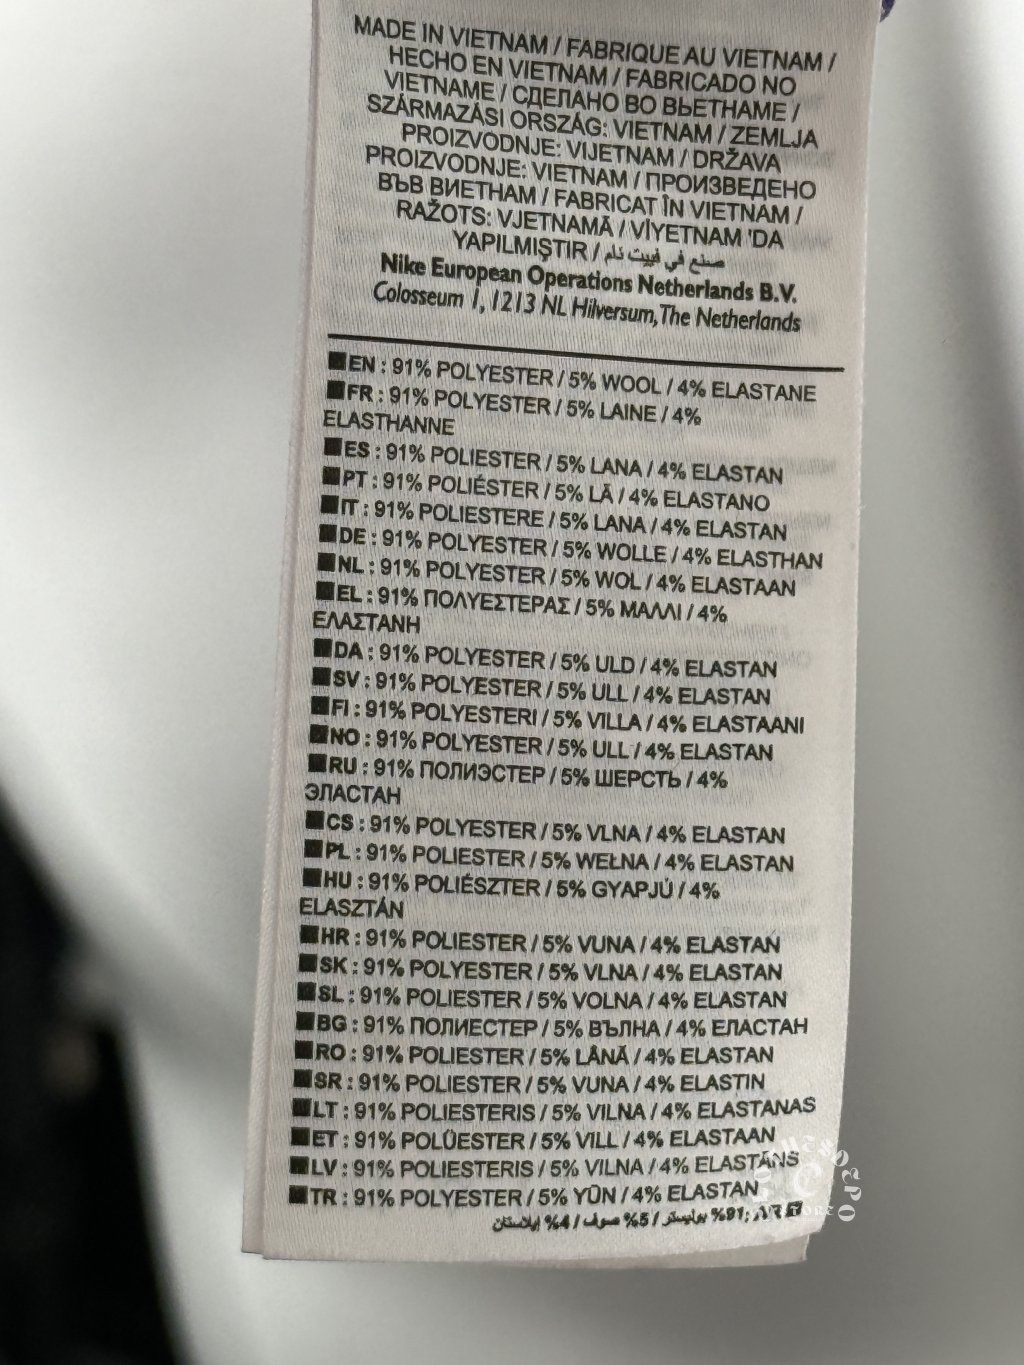 MADE IN VIETNAM / FABRIQUE AU VIETNAM /
HECHO EN VIETNAM / FABRICADO NO
VIETNAME / СДЕЛАНО ВО ВЬЕТНАМЕ /
SZÁRMAZÁSI ORSZÁG: VIETNAM / ZEMLJA
PROIZVODNJE: VIJETNAM / DRŽAVA
PROIZVODNJE: VIETNAM / ПРОИЗВЕДЕНО
ВЪВ ВИЕТНАМ / FABRICAT ÎN VIETNAM /
RAŽOTS: VJETNAMĀ / VİYETNAM 'DA
YAPILMIŞTIR / صنع في فييت نام
Nike European Operations Netherlands B.V.
Colosseum 1, 1213 NL Hilversum, The Netherlands
■EN : 91% POLYESTER / 5% WOOL / 4% ELASTANE
■FR : 91% POLYESTER / 5% LAINE / 4%
ELASTHANNE
■ES : 91% POLIESTER / 5% LANA / 4% ELASTAN
■PT : 91% POLIÉSTER / 5% LÃ / 4% ELASTANO
■IT : 91% POLIESTERE / 5% LANA / 4% ELASTAN
■DE : 91% POLYESTER / 5% WOLLE / 4% ELASTHAN
■NL : 91% POLYESTER / 5% WOL / 4% ELASTAAN
■EL : 91% ΠΟΛΥΕΣΤΕΡΑΣ / 5% ΜΑΛΛΙ / 4%
ΕΛΑΣΤΑΝΗ
■DA : 91% POLYESTER / 5% ULD / 4% ELASTAN
■SV : 91% POLYESTER / 5% ULL / 4% ELASTAN
■FI : 91% POLYESTERI / 5% VILLA / 4% ELASTAANI
■NO : 91% POLYESTER / 5% ULL / 4% ELASTAN
■RU : 91% ПОЛИЭСТЕР / 5% ШЕРСТЬ / 4%
ЭЛАСТАН
■CS : 91% POLYESTER / 5% VLNA / 4% ELASTAN
■PL : 91% POLIESTER / 5% WEŁNA / 4% ELASTAN
■HU : 91% POLIÉSZTER / 5% GYAPJÚ / 4%
ELASZTÁN
■HR : 91% POLIESTER / 5% VUNA / 4% ELASTAN
■SK : 91% POLYESTER / 5% VLNA / 4% ELASTAN
■SL : 91% POLIESTER / 5% VOLNA / 4% ELASTAN
■BG : 91% ПОЛИЕСТЕР / 5% ВЪЛНА / 4% ЕЛАСТАН
■RO : 91% POLIESTER / 5% LÂNĂ / 4% ELASTAN
■SR : 91% POLIESTER / 5% VUNA / 4% ELASTIN
■LT : 91% POLIESTERIS / 5% VILNA / 4% ELASTANAS
■ET : 91% POLÜESTER / 5% VILL / 4% ELASTAAN
■LV : 91% POLIESTERIS / 5% VILNA / 4% ELASTĀNS
■TR : 91% POLYESTER / 5% YÜN / 4% ELASTAN
■AR : 91% بوليستر / 5% صوف / 4% إيلاستان